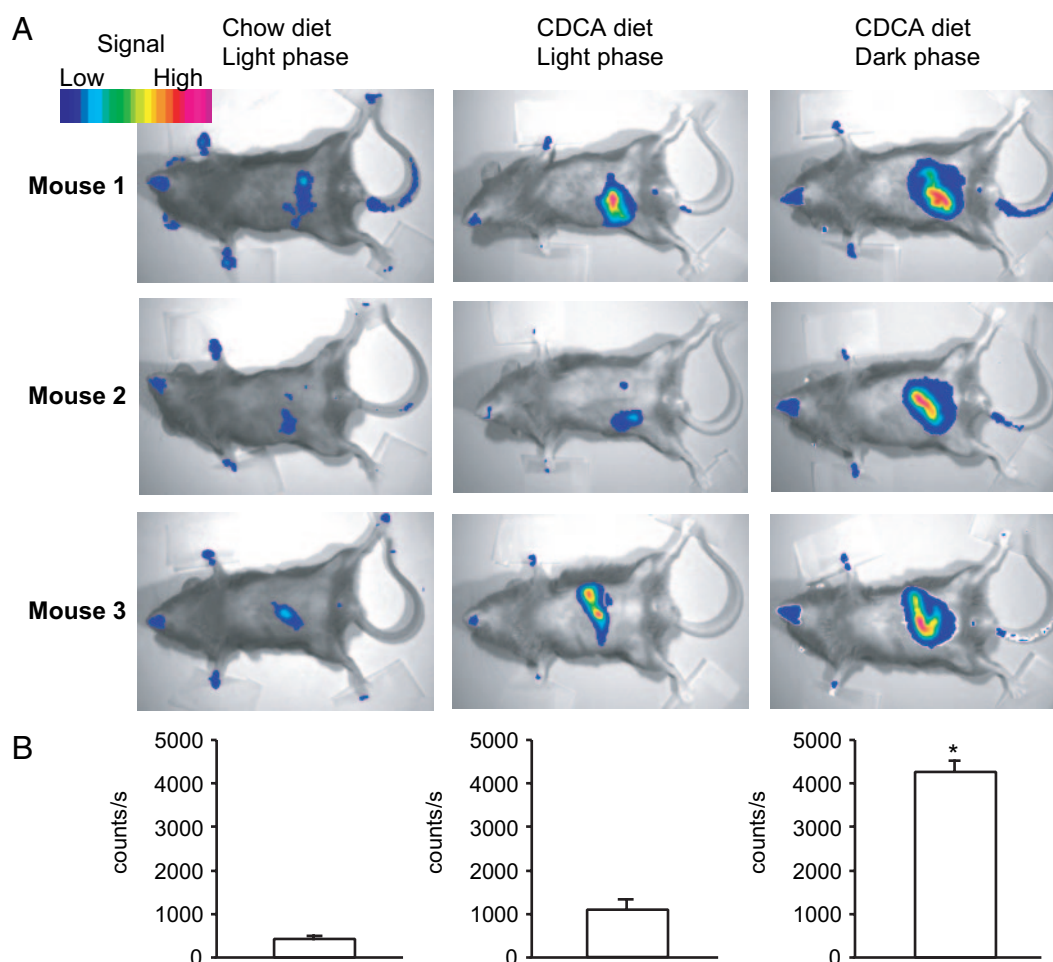 A
Signal
Low High
Chow diet
Light phase
CDCA diet
Light phase
CDCA diet
Dark phase
Mouse 1
Mouse 2
Mouse 3
B
5000
4000
3000
2000
1000
0
counts/s
5000
4000
3000
2000
1000
0
counts/s
5000
4000
3000
2000
1000
0
counts/s
*